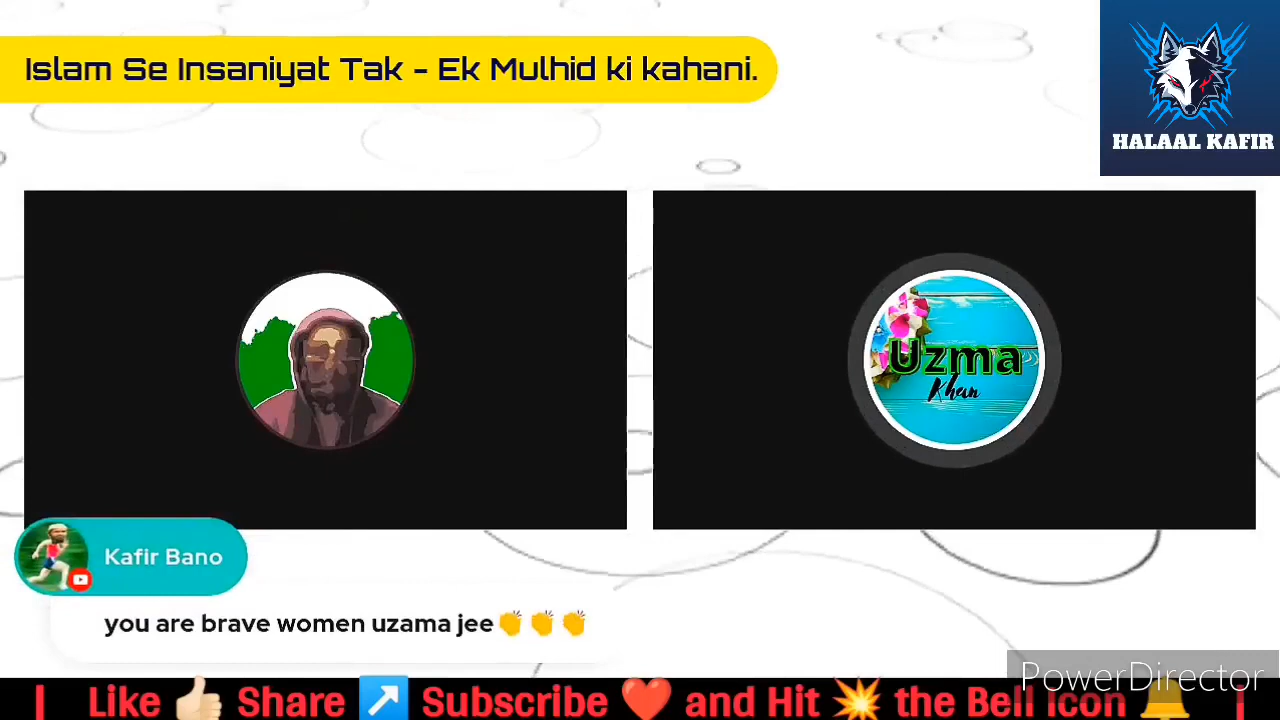 Islam Se Insaniyat Tak - Ek Mulhid ki kahani.
HALAAL KAFIR
Uzma
Khan
Kafir Bano
you are brave women uzama jee👏👏👏
PowerDirector
| Like 👍🏻 Share ↗️ Subscribe ❤️ and Hit 💥 the Bell Icon 🔔 |